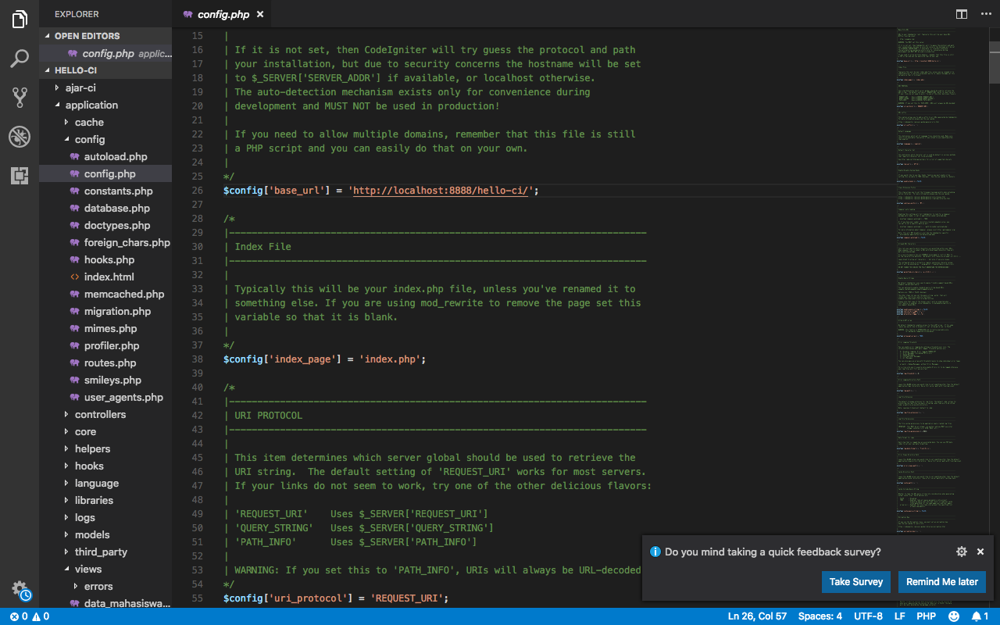 EXPLORER
OPEN EDITORS
config.php applic...
HELLO-CI
ajar-ci
application
cache
config
autoload.php
config.php
constants.php
database.php
doctypes.php
foreign_chars.php
hooks.php
index.html
memcached.php
migration.php
mimes.php
profiler.php
routes.php
smileys.php
user_agents.php
controllers
core
helpers
hooks
language
libraries
logs
models
third_party
views
errors
data_mahasiswa...
config.php
15 |
16 | If it is not set, then CodeIgniter will try guess the protocol and path
17 | your installation, but due to security concerns the hostname will be set
18 | to $_SERVER['SERVER_ADDR'] if available, or localhost otherwise.
19 | The auto-detection mechanism exists only for convenience during
20 | development and MUST NOT be used in production!
21 |
22 | If you need to allow multiple domains, remember that this file is still
23 | a PHP script and you can easily do that on your own.
24 |
25 */
26 $config['base_url'] = 'http://localhost:8888/hello-ci/';
27
28 /*
29 |--------------------------------------------------------------------------
30 | Index File
31 |--------------------------------------------------------------------------
32 |
33 | Typically this will be your index.php file, unless you've renamed it to
34 | something else. If you are using mod_rewrite to remove the page set this
35 | variable so that it is blank.
36 |
37 */
38 $config['index_page'] = 'index.php';
39
40 /*
41 |--------------------------------------------------------------------------
42 | URI PROTOCOL
43 |--------------------------------------------------------------------------
44 |
45 | This item determines which server global should be used to retrieve the
46 | URI string.  The default setting of 'REQUEST_URI' works for most servers.
47 | If your links do not seem to work, try one of the other delicious flavors:
48 |
49 | 'REQUEST_URI'    Uses $_SERVER['REQUEST_URI']
50 | 'QUERY_STRING'   Uses $_SERVER['QUERY_STRING']
51 | 'PATH_INFO'      Uses $_SERVER['PATH_INFO']
52 |
53 | WARNING: If you set this to 'PATH_INFO', URIs will always be URL-decoded
54 */
55 $config['uri_protocol'] = 'REQUEST_URI';
Do you mind taking a quick feedback survey?
Take Survey
Remind Me later
0 0
Ln 26, Col 57 Spaces: 4 UTF-8 LF PHP 1